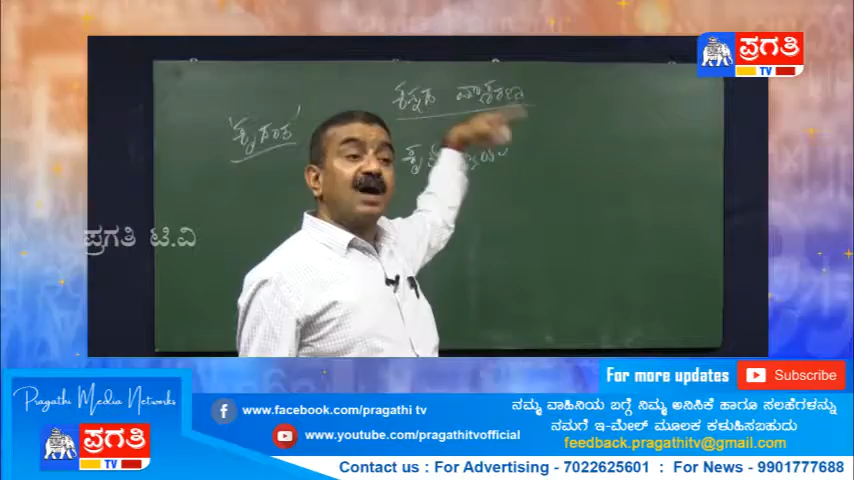 ಪ್ರಗತಿ
TV
ಕನ್ನಡ ವ್ಯಾಕರಣ
'ಕೃದಂತ'
ಪ್ರಗತಿ ಟಿ.ವಿ
For more updates
Subscribe
Pragathi Media Networks
ಪ್ರಗತಿ
TV
www.facebook.com/pragathi tv
www.youtube.com/pragathitvofficial
ನಮ್ಮ ವಾಹಿನಿಯ ಬಗ್ಗೆ ನಿಮ್ಮ ಅನಿಸಿಕೆ ಹಾಗೂ ಸಲಹೆಗಳನ್ನು
ನಮಗೆ ಇ-ಮೇಲ್ ಮೂಲಕ ಕಳುಹಿಸಬಹುದು
feedback.pragathitv@gmail.com
Contact us : For Advertising - 7022625601 : For News - 9901777688